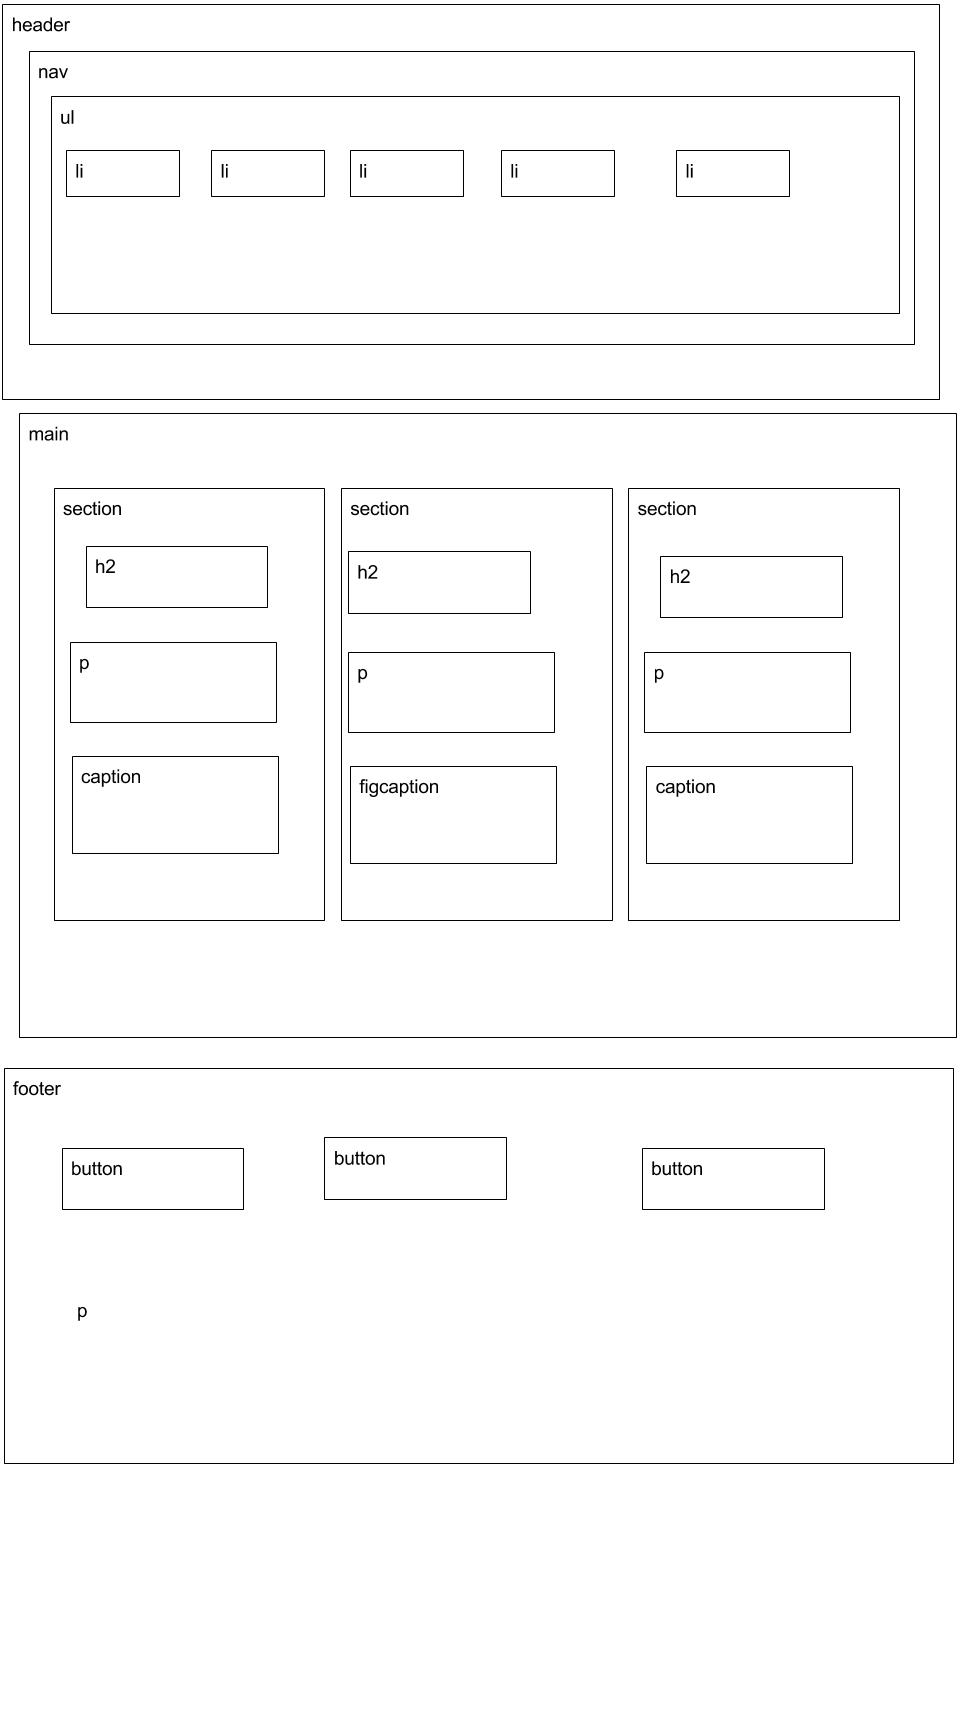 header
nav
ul
li li li li li
main
section section section
h2 h2 h2
p p p
caption figcaption caption
footer
button button button
p